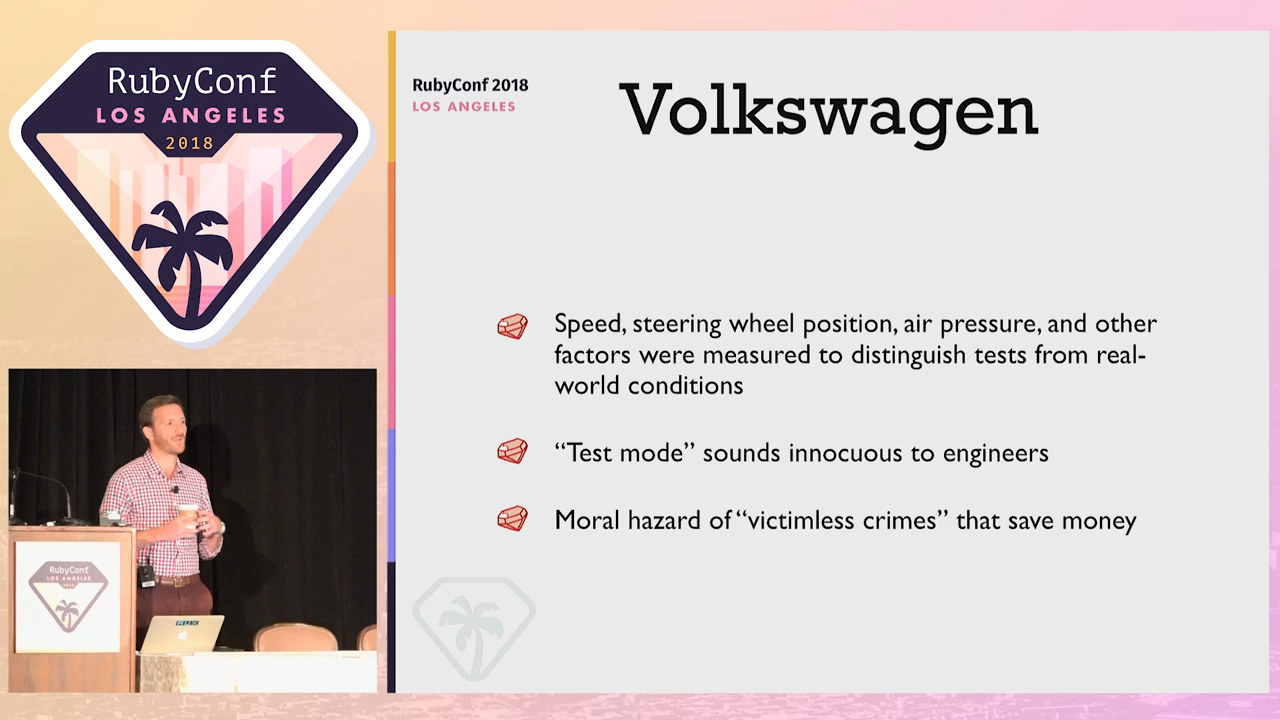 RubyConf
LOS ANGELES
2018
RubyConf 2018
LOS ANGELES
Volkswagen
Speed, steering wheel position, air pressure, and other
factors were measured to distinguish tests from real-
world conditions
“Test mode” sounds innocuous to engineers
Moral hazard of “victimless crimes” that save money
RubyConf
LOS ANGELES
2018